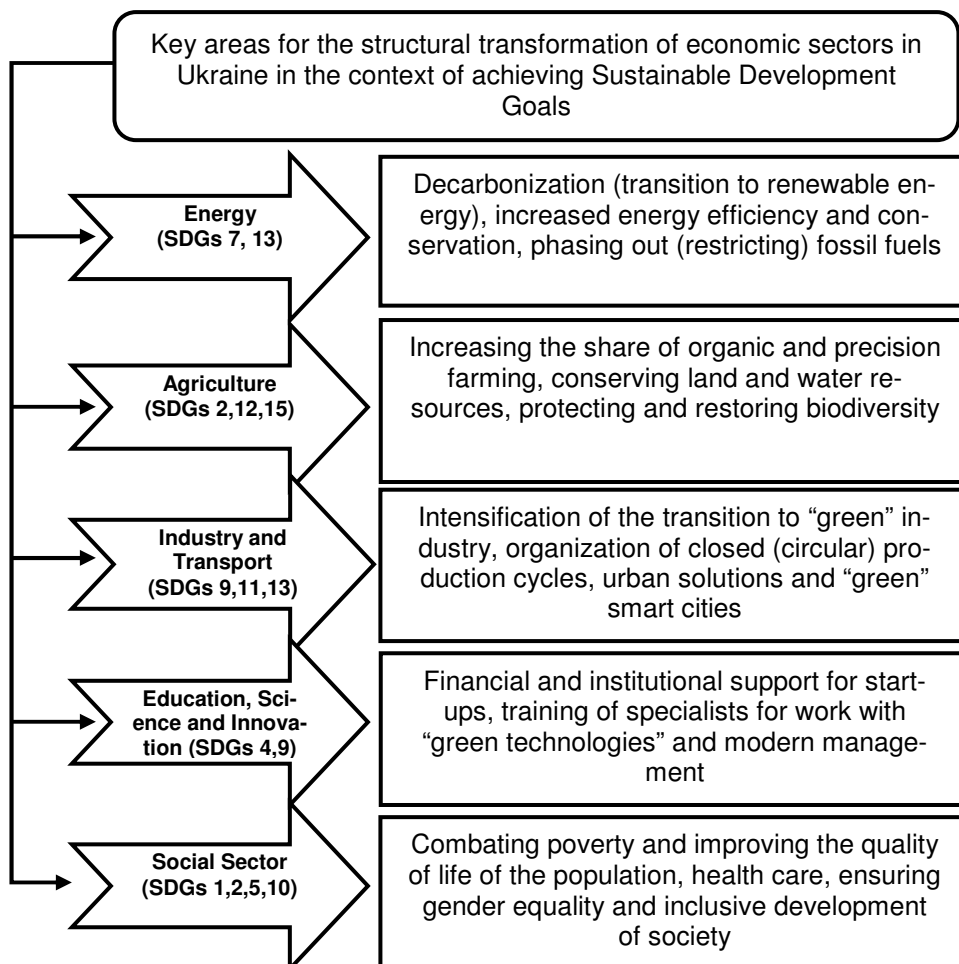 Key areas for the structural transformation of economic sectors in
Ukraine in the context of achieving Sustainable Development
Goals
Energy
(SDGs 7, 13)
Decarbonization (transition to renewable en-
ergy), increased energy efficiency and con-
servation, phasing out (restricting) fossil fuels
Agriculture
(SDGs 2,12,15)
Increasing the share of organic and precision
farming, conserving land and water re-
sources, protecting and restoring biodiversity
Industry and
Transport
(SDGs 9,11,13)
Intensification of the transition to “green” in-
dustry, organization of closed (circular) pro-
duction cycles, urban solutions and “green”
smart cities
Education, Sci-
ence and Innova-
tion (SDGs 4,9)
Financial and institutional support for start-
ups, training of specialists for work with
“green technologies” and modern manage-
ment
Social Sector
(SDGs 1,2,5,10)
Combating poverty and improving the quality
of life of the population, health care, ensuring
gender equality and inclusive development
of society